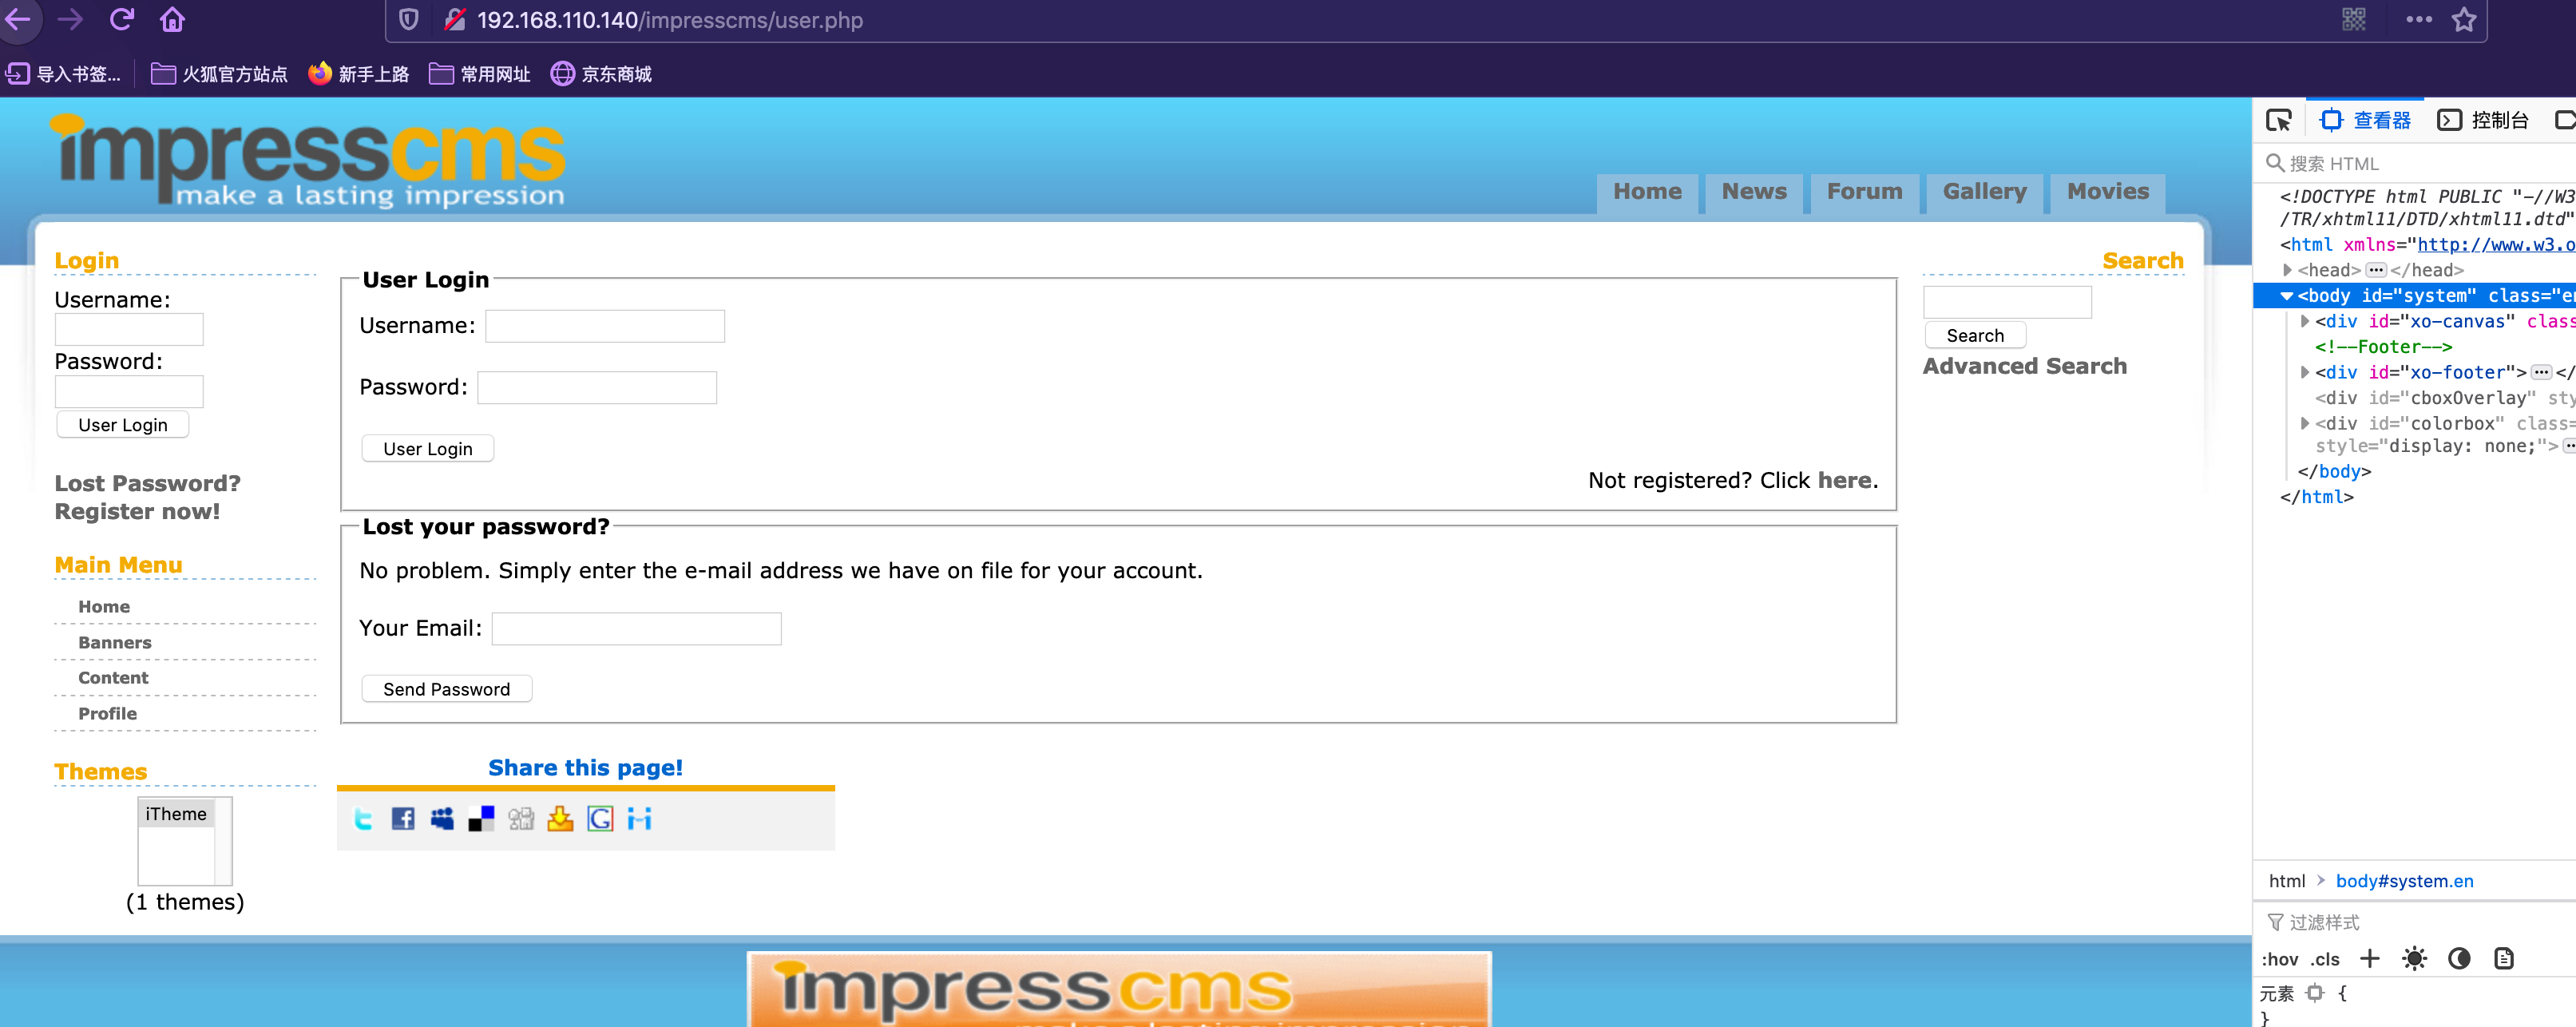 192.168.110.140/impresscms/user.php
导入书签... 火狐官方站点 新手上路 常用网址 京东商城
impresscms
make a lasting impression
Home News Forum Gallery Movies
Login
Username:
Password:
User Login
Lost Password?
Register now!
Main Menu
Home
Banners
Content
Profile
Themes
iTheme
(1 themes)
User Login
Username:
Password:
User Login
Not registered? Click here.
Lost your password?
No problem. Simply enter the e-mail address we have on file for your account.
Your Email:
Send Password
Share this page!
Search
Search
Advanced Search
impresscms
make a lasting impression
查看器 控制台
搜索 HTML
<!DOCTYPE html PUBLIC "-//W3
/TR/xhtml11/DTD/xhtml11.dtd"
<html xmlns="http://www.w3.o
<head>...</head>
<body id="system" class="en
<div id="xo-canvas" class
<!--Footer-->
<div id="xo-footer">...</
<div id="cboxOverlay" sty
<div id="colorbox" class=
style="display: none;">...
</body>
</html>
html > body#system.en
过滤样式
:hov .cls
元素 {
}